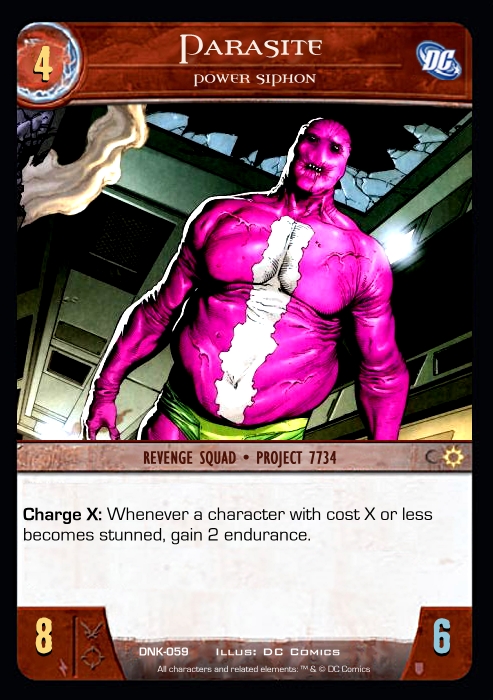 4
PARASITE
POWER SIPHON
DC
REVENGE SQUAD • PROJECT 7734
Charge X: Whenever a character with cost X or less
becomes stunned, gain 2 endurance.
8
DNK-059 ILLUS: DC COMICS
6
All characters and related elements: ™ & © DC Comics